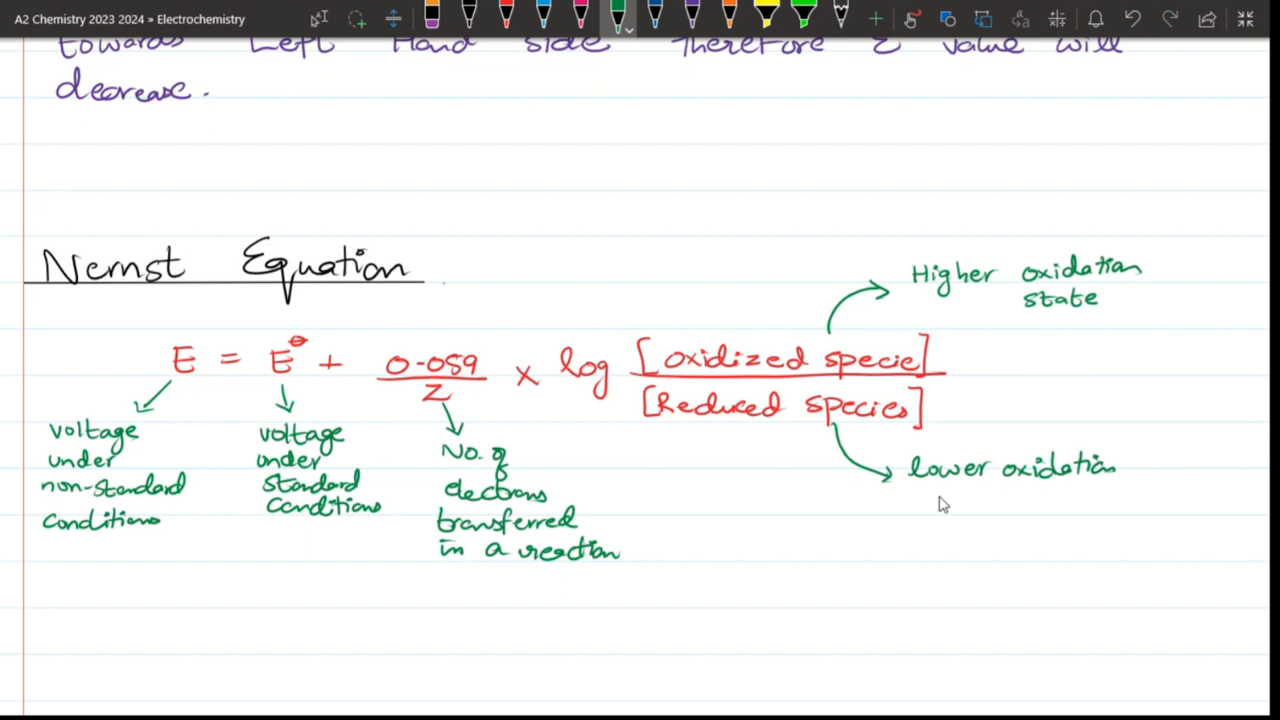 A2 Chemistry 2023 2024 » Electrochemistry
towards Left Hand side therefore E value will
decrease.
Nernst Equation
Higher oxidation
state
E = E⊖ + 0.059/Z × log [oxidized specie]/[Reduced species]
voltage
under
non-standard
conditions
voltage
under
standard
conditions
No. of
electrons
transferred
in a reaction
lower oxidation